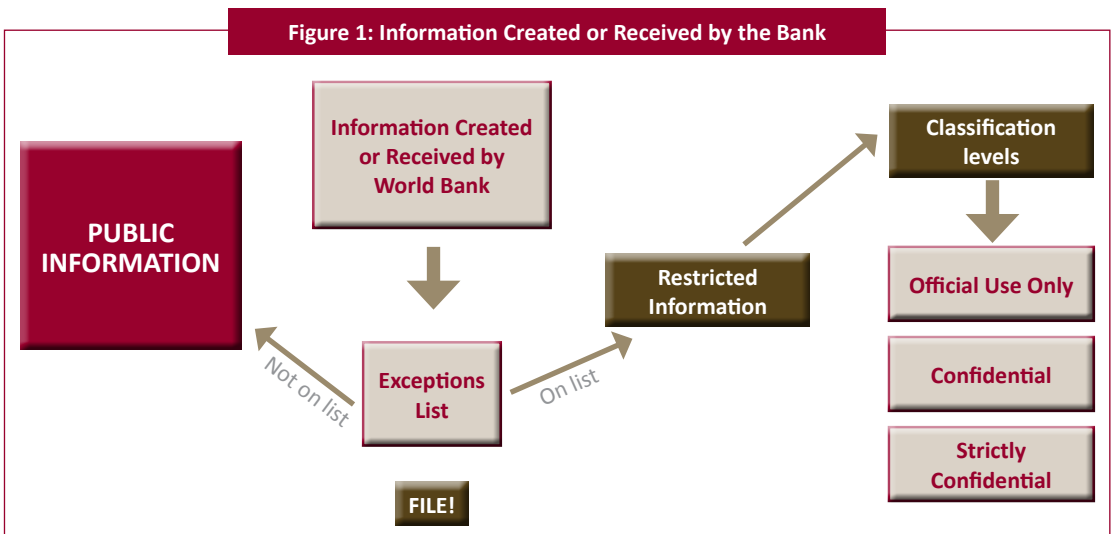 Figure 1: Information Created or Received by the Bank
PUBLIC
INFORMATION
Information Created
or Received by
World Bank
Exceptions
List
Not on list
On list
FILE!
Restricted
Information
Classification
levels
Official Use Only
Confidential
Strictly
Confidential